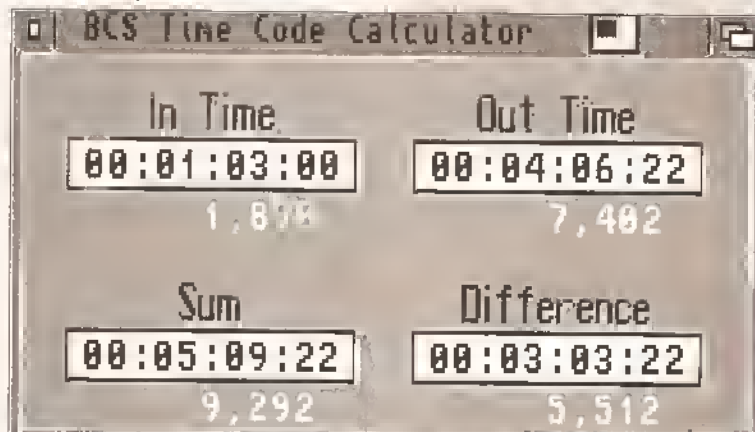 BCS Time Code Calculator
In Time Out Time
00:01:03:00 00:04:06:22
7,402
Sum Difference
00:05:09:22 00:03:03:22
9,292 5,512